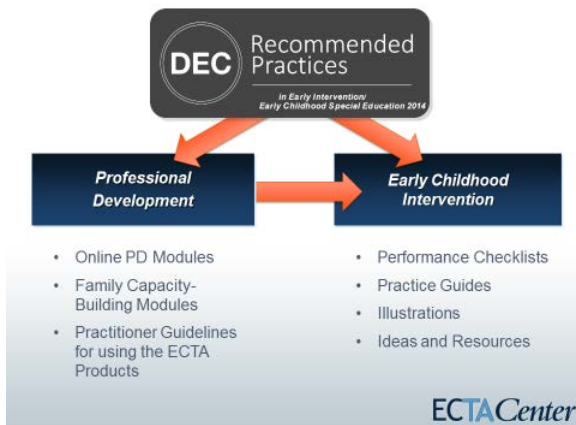 DEC
Recommended
Practices
in Early Intervention/
Early Childhood Special Education 2014
Professional
Development
Early Childhood
Intervention
• Online PD Modules
• Family Capacity-
Building Modules
• Practitioner Guidelines
for using the ECTA
Products
• Performance Checklists
• Practice Guides
• Illustrations
• Ideas and Resources
ECTACenter